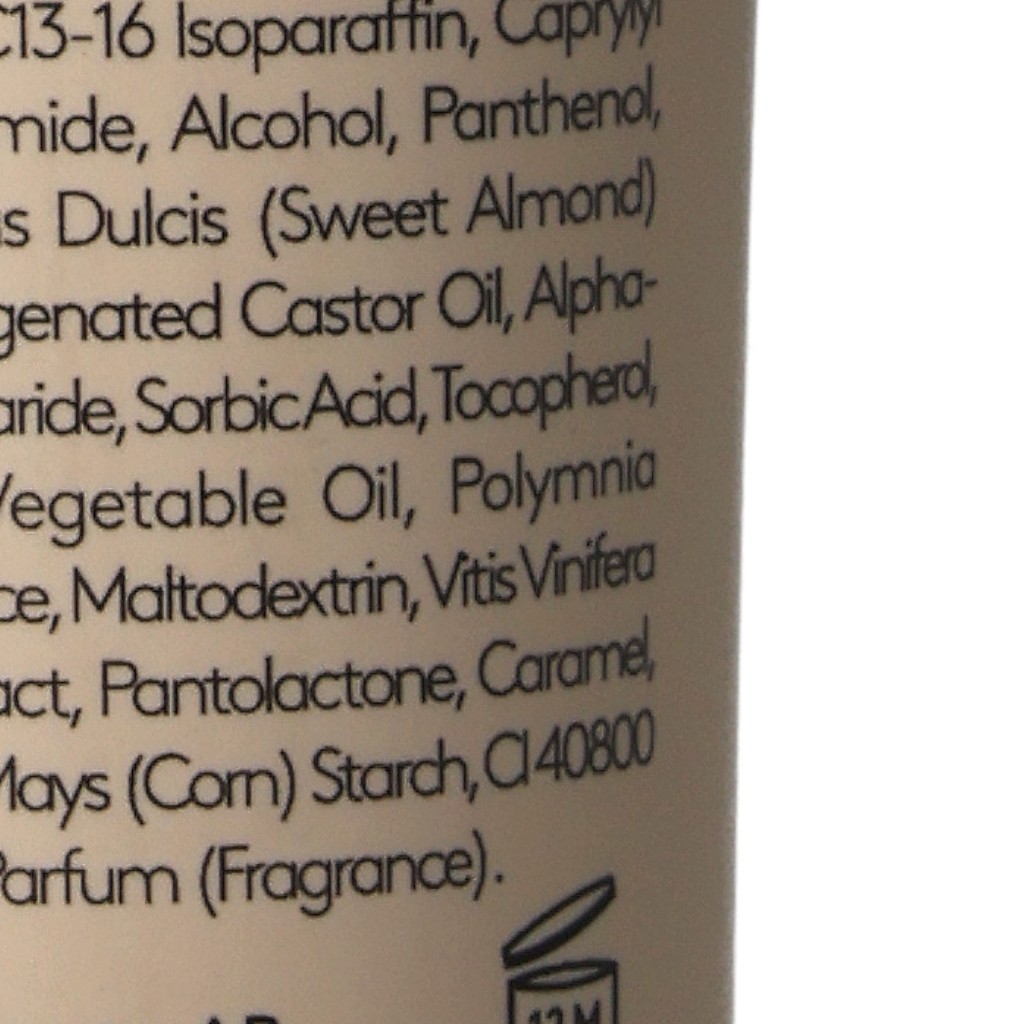 C13-16 Isoparaffin, Caprylyl
mide, Alcohol, Panthenol,
s Dulcis (Sweet Almond)
genated Castor Oil, Alpha-
aride, Sorbic Acid, Tocopherol,
Vegetable Oil, Polymnia
ce, Maltodextrin, Vitis Vinifera
act, Pantolactone, Caramel,
Mays (Corn) Starch, CI 40800
Parfum (Fragrance).
12 M